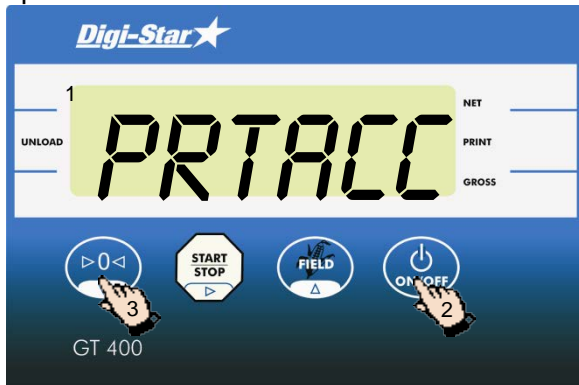 Digi-Star
1
NET
UNLOAD
PRTACC
PRINT
GROSS
▷0◁
START
STOP
▷
FIELD
△
ON/OFF
3
2
GT 400